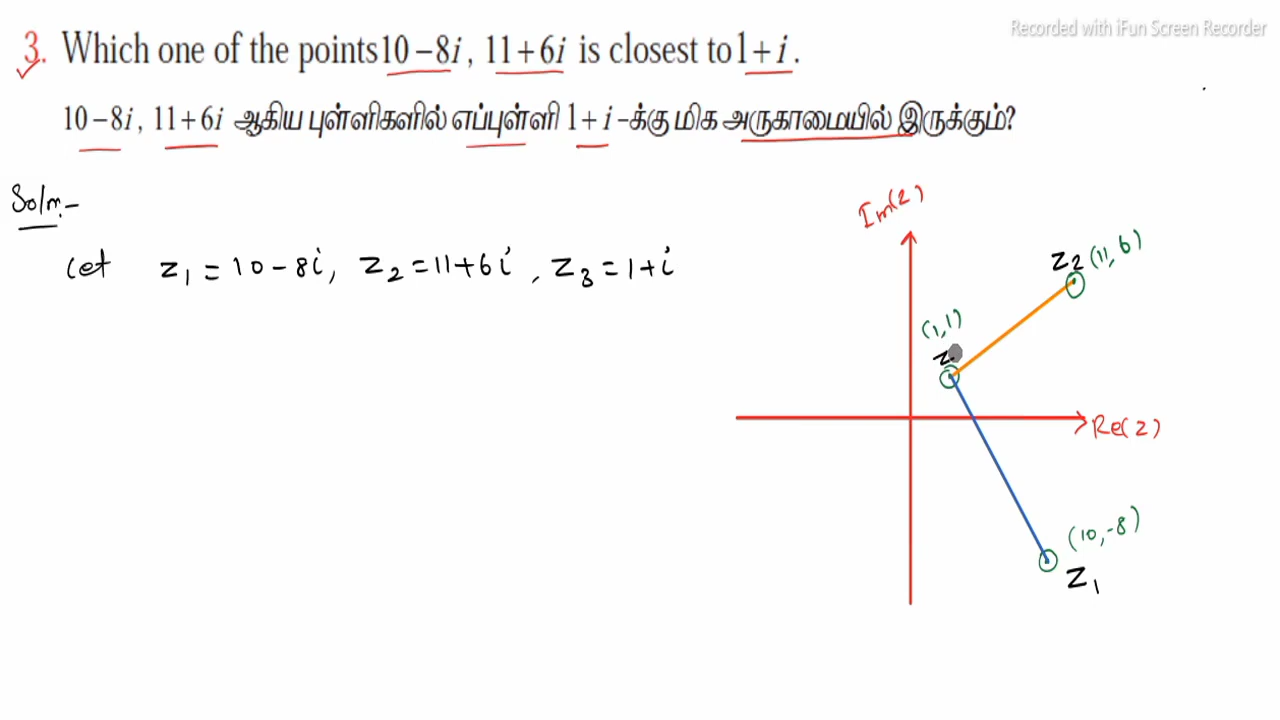 Recorded with iFun Screen Recorder
3. Which one of the points 10 – 8i , 11 + 6i is closest to 1 + i .
10 – 8i, 11 + 6i ஆகிய புள்ளிகளில் எப்புள்ளி 1 + i -க்கு மிக அருகாமையில் இருக்கும்?
Soln:-
Let z₁ = 10 - 8i, z₂ = 11+6i , z₃ = 1+i
Im(z)
z₂ (11, 6)
(1,1)
z
Re(z)
(10,-8)
z₁